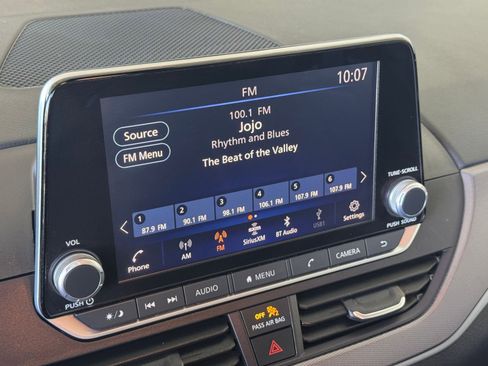 10:07
FM
100.1 FM
Jojo
Rhythm and Blues
The Beat of the Valley
Source
FM Menu
1 2 3 4 5 6
87.9 FM 90.1 FM 98.1 FM 106.1 FM 107.9 FM 107.9 FM
Phone AM FM SiriusXM BT Audio USB1 Settings
VOL
PUSH
TUNE·SCROLL
PUSH SOUND
AUDIO MENU CAMERA
OFF
PASS AIR BAG